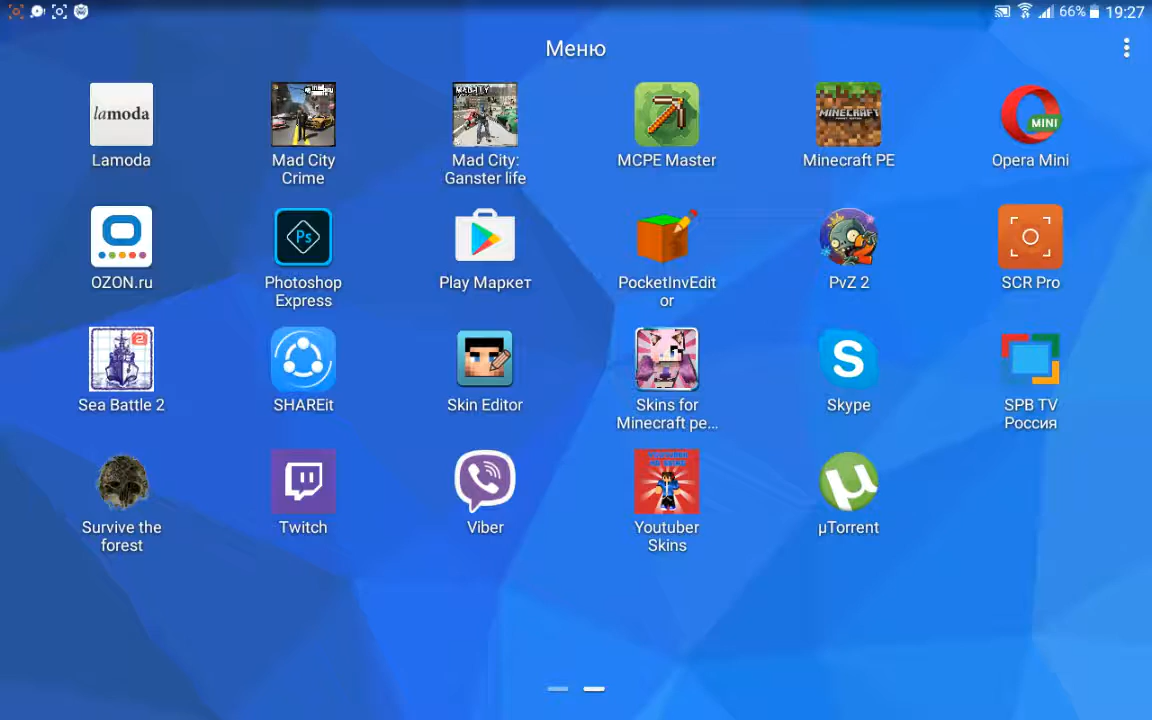 66% 19:27
Меню
lamoda
MINECRAFT
MINI
Lamoda
Mad City
Crime
Mad City:
Ganster life
MCPE Master
Minecraft PE
Opera Mini
Ps
OZON.ru
Photoshop
Express
Play Маркет
PocketInvEdit
or
PvZ 2
SCR Pro
2
S
Sea Battle 2
SHAREit
Skin Editor
Skins for
Minecraft pe...
Skype
SPB TV
Россия
µ
Survive the
forest
Twitch
Viber
Youtuber
Skins
µTorrent